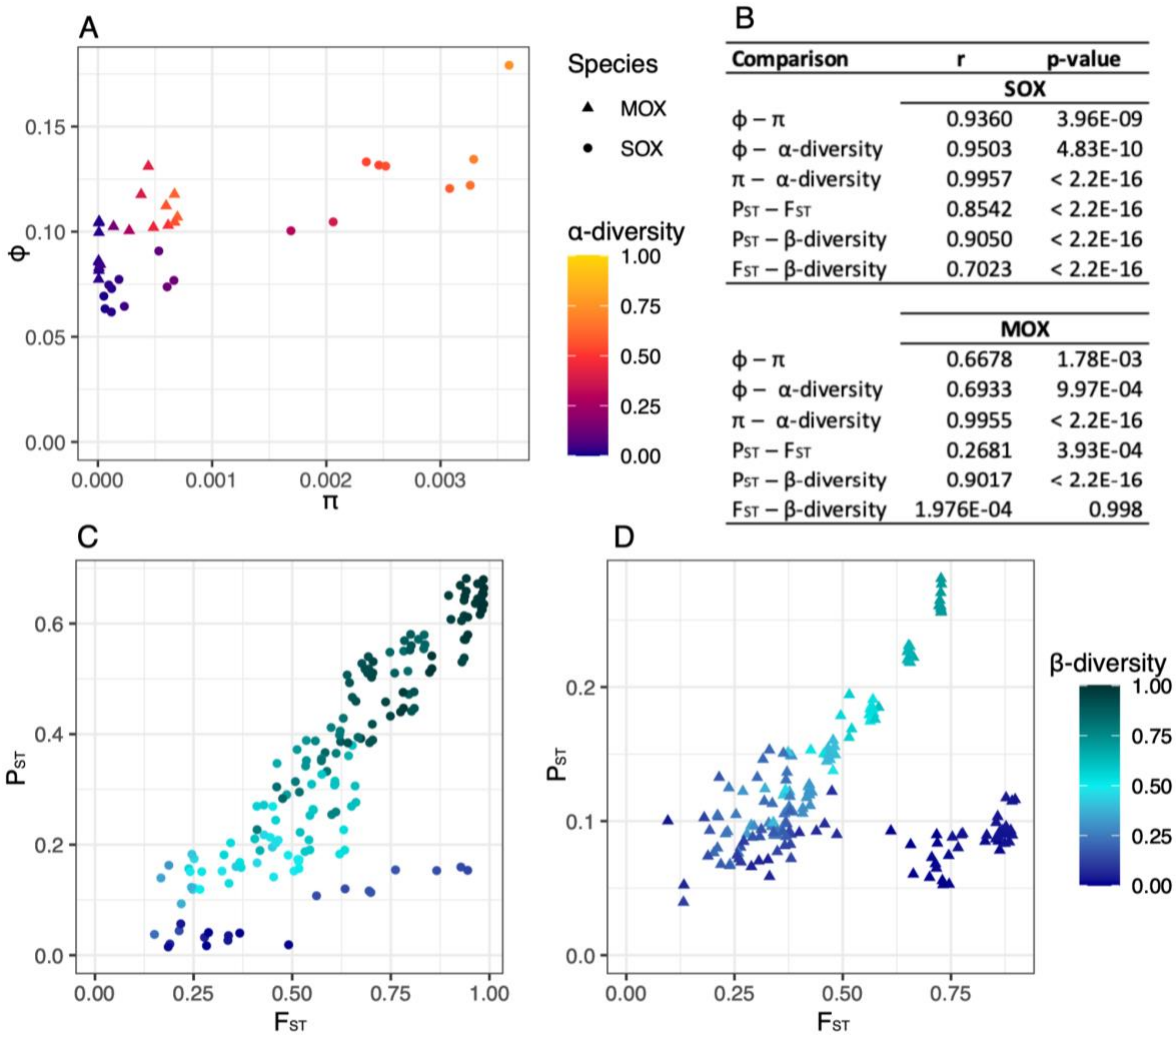 A
ϕ
0.15
0.10
0.05
0.00
0.000 0.001 0.002 0.003
π
Species
MOX
SOX
α-diversity
1.00
0.75
0.50
0.25
0.00
B
Comparison r p-value
SOX
ϕ – π 0.9360 3.96E-09
ϕ – α-diversity 0.9503 4.83E-10
π – α-diversity 0.9957 < 2.2E-16
PST – FST 0.8542 < 2.2E-16
PST – β-diversity 0.9050 < 2.2E-16
FST – β-diversity 0.7023 < 2.2E-16
MOX
ϕ – π 0.6678 1.78E-03
ϕ – α-diversity 0.6933 9.97E-04
π – α-diversity 0.9955 < 2.2E-16
PST – FST 0.2681 3.93E-04
PST – β-diversity 0.9017 < 2.2E-16
FST – β-diversity 1.976E-04 0.998
C
PST
0.6
0.4
0.2
0.0
0.00 0.25 0.50 0.75 1.00
FST
D
PST
0.2
0.1
0.0
0.00 0.25 0.50 0.75
FST
β-diversity
1.00
0.75
0.50
0.25
0.00